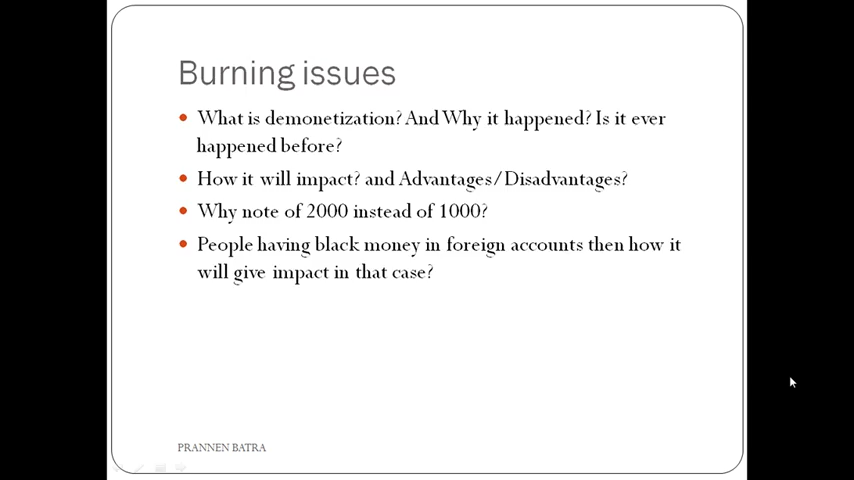 Burning issues
What is demonetization? And Why it happened? Is it ever
happened before?
How it will impact? and Advantages/Disadvantages?
Why note of 2000 instead of 1000?
People having black money in foreign accounts then how it
will give impact in that case?
PRANNEN BATRA